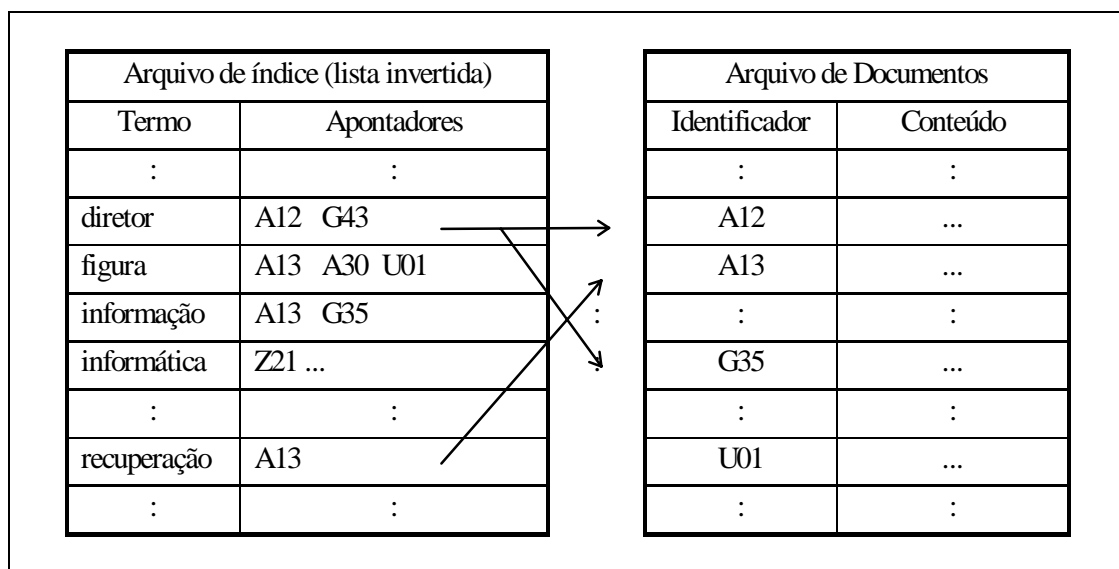 Arquivo de índice (lista invertida) Arquivo de Documentos
Termo Apontadores Identificador Conteúdo
: : : :
diretor A12 G43 A12 ...
figura A13 A30 U01 A13 ...
informação A13 G35 : : :
informática Z21 ... : G35 ...
: : : :
recuperação A13 U01 ...
: : : :